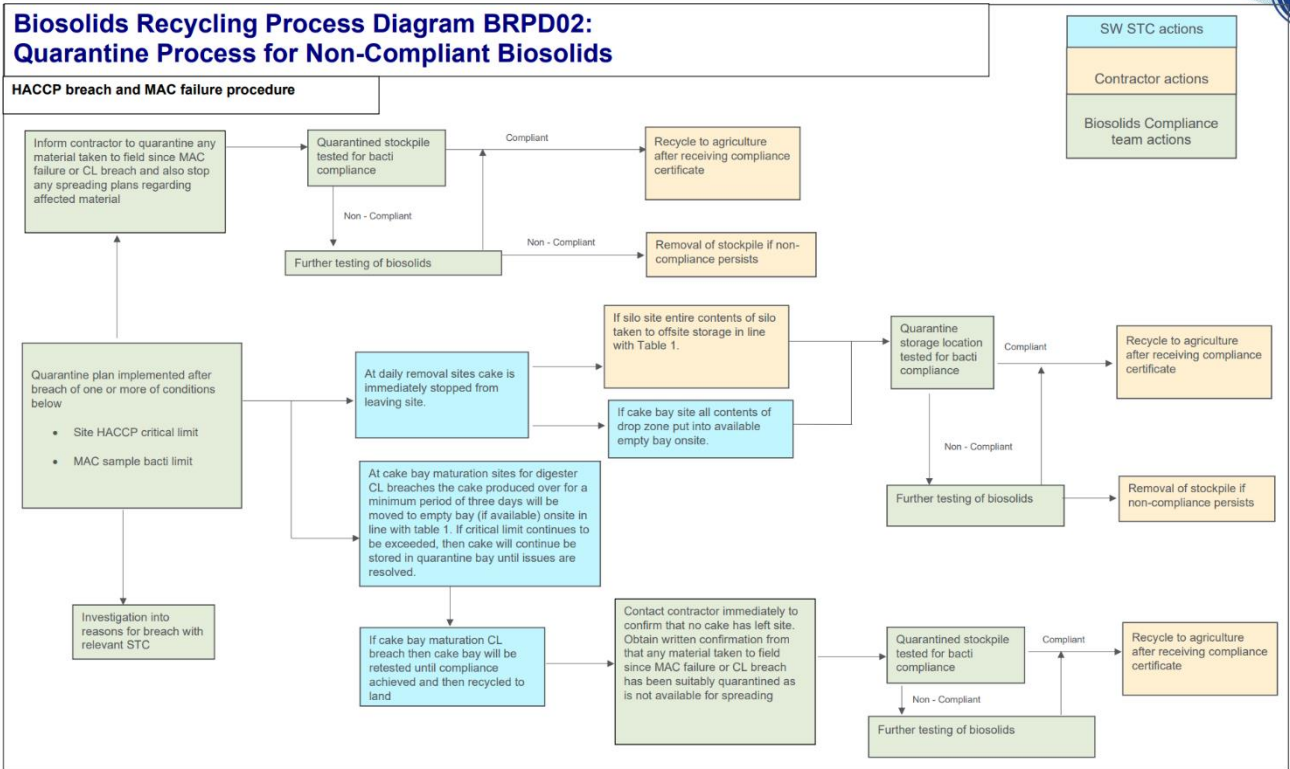 Biosolids Recycling Process Diagram BRPD02:
Quarantine Process for Non-Compliant Biosolids
HACCP breach and MAC failure procedure
SW STC actions
Contractor actions
Biosolids Compliance
team actions
Inform contractor to quarantine any
material taken to field since MAC
failure or CL breach and also stop
any spreading plans regarding
affected material
Quarantined stockpile
tested for bacti
compliance
Compliant
Recycle to agriculture
after receiving compliance
certificate
Non - Compliant
Further testing of biosolids
Non - Compliant
Removal of stockpile if non-
compliance persists
Quarantine plan implemented after
breach of one or more of conditions
below
• Site HACCP critical limit
• MAC sample bacti limit
At daily removal sites cake is
immediately stopped from
leaving site.
If silo site entire contents of silo
taken to offsite storage in line
with Table 1.
If cake bay site all contents of
drop zone put into available
empty bay onsite.
Quarantine
storage location
tested for bacti
compliance
Compliant
Recycle to agriculture
after receiving compliance
certificate
Non - Compliant
Further testing of biosolids
Removal of stockpile if
non-compliance persists
At cake bay maturation sites for digester
CL breaches the cake produced over for a
minimum period of three days will be
moved to empty bay (if available) onsite in
line with table 1. If critical limit continues to
be exceeded, then cake will continue be
stored in quarantine bay until issues are
resolved.
Investigation into
reasons for breach with
relevant STC
If cake bay maturation CL
breach then cake bay will be
retested until compliance
achieved and then recycled to
land
Contact contractor immediately to
confirm that no cake has left site.
Obtain written confirmation from
that any material taken to field
since MAC failure or CL breach
has been suitably quarantined as
is not available for spreading
Quarantined stockpile
tested for bacti
compliance
Compliant
Recycle to agriculture
after receiving compliance
certificate
Non - Compliant
Further testing of biosolids